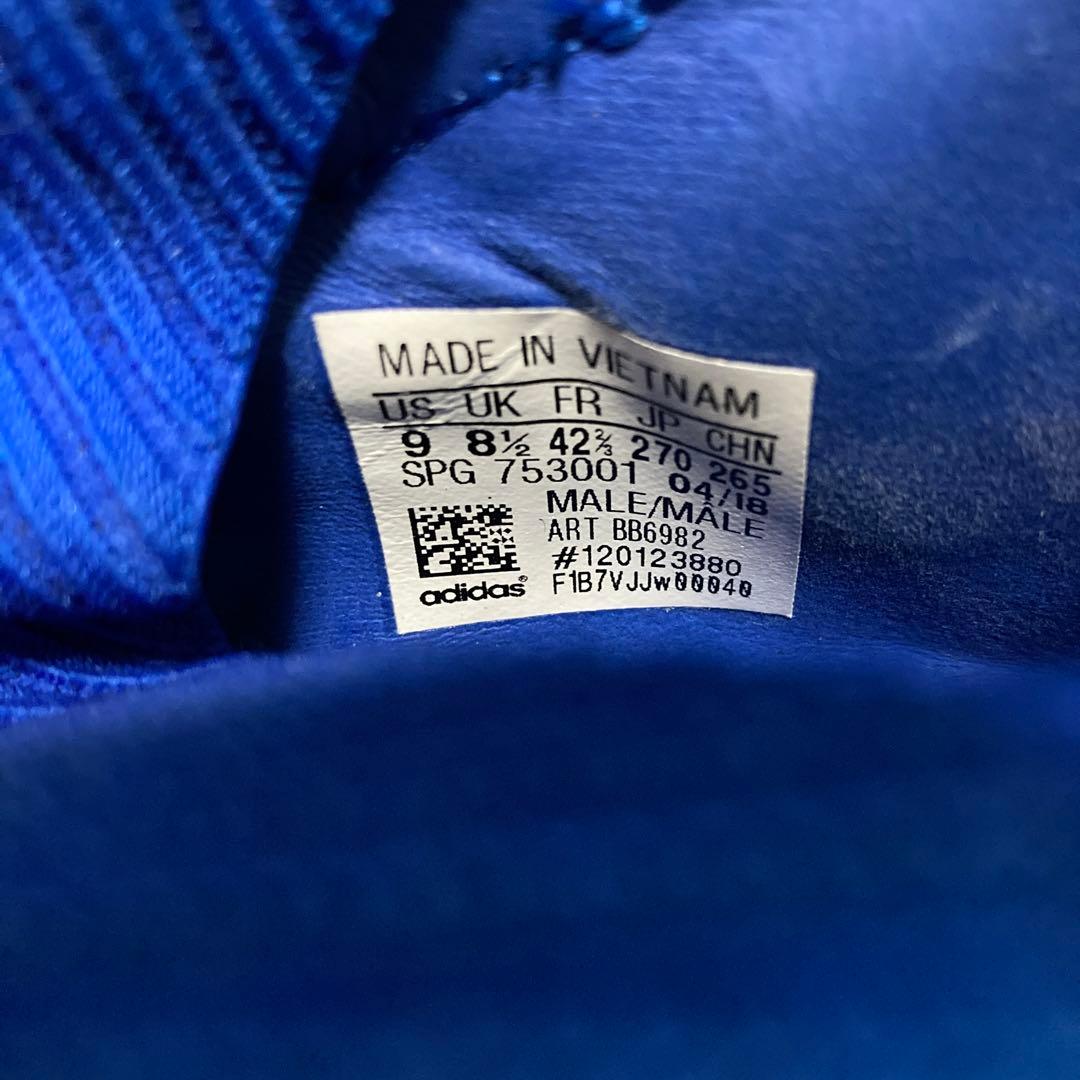 MADE IN VIETNAM
US UK FR JP CHN
9 8½ 42⅔ 270 265
SPG 753001 04/18
MALE/MÂLE
ART BB6982
#120123880
adidas® F1B7VJJw00040